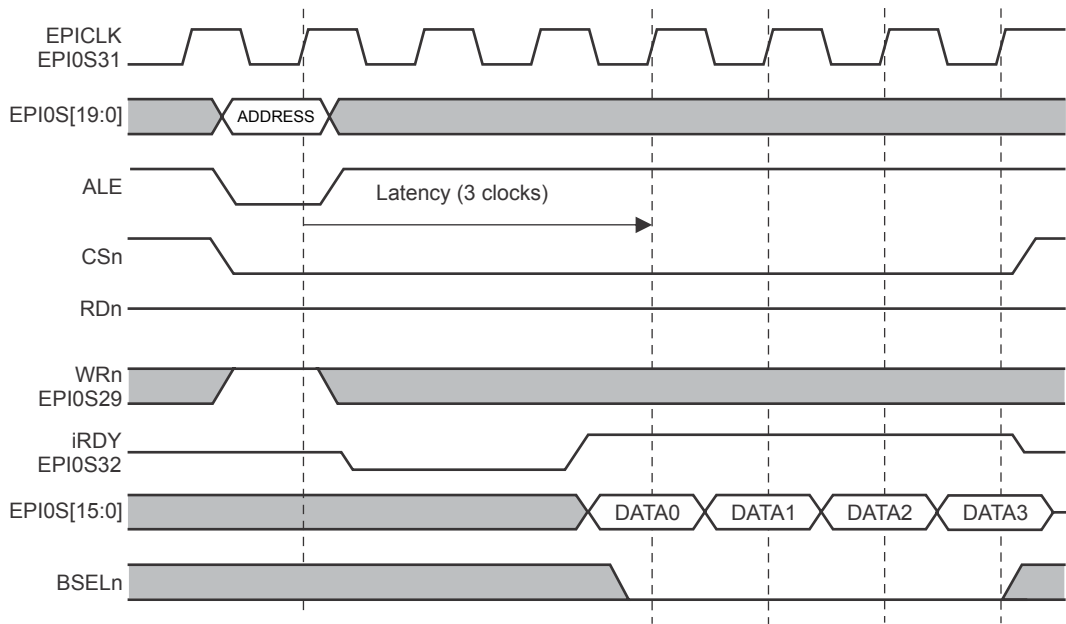 EPICLK
EPI0S31
EPI0S[19:0]
ADDRESS
ALE
Latency (3 clocks)
CSn
RDn
WRn
EPI0S29
iRDY
EPI0S32
EPI0S[15:0]
DATA0 DATA1 DATA2 DATA3
BSELn